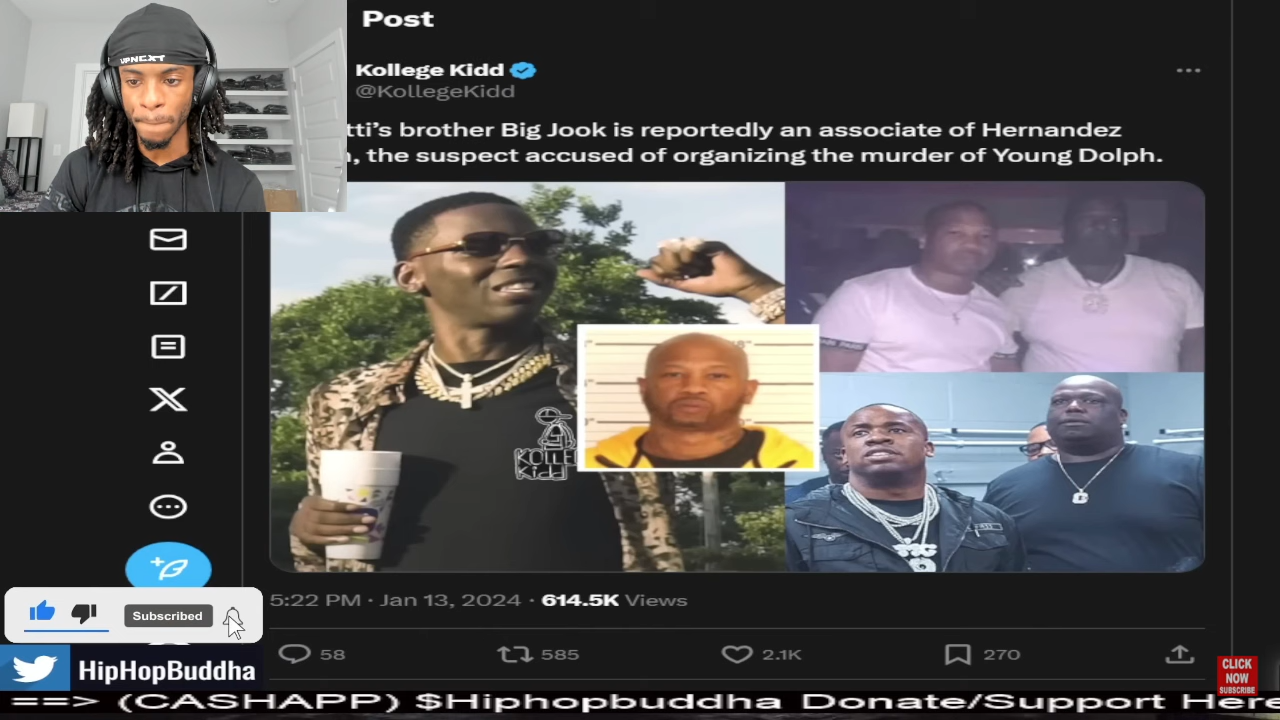 Post
UPNEXT
Kollege Kidd
@KollegeKidd
tti's brother Big Jook is reportedly an associate of Hernandez
, the suspect accused of organizing the murder of Young Dolph.
KOLLE
Kidd
5:22 PM · Jan 13, 2024 · 614.5K Views
Subscribed
58 585 2.1K 270
HipHopBuddha
CLICK
NOW
SUBSCRIBE
==> (CASHAPP) $Hiphopbuddha Donate/Support Here